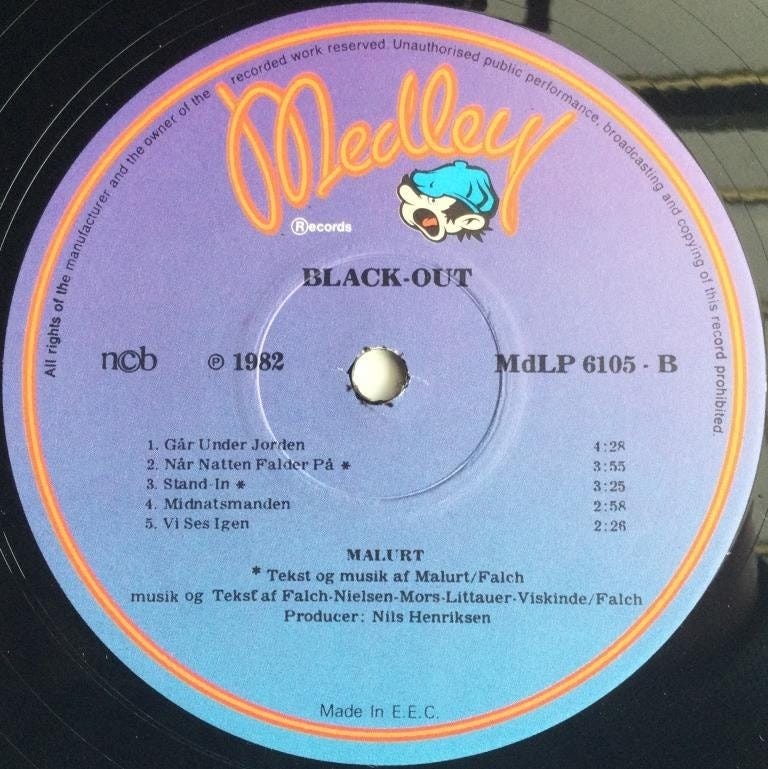 All rights of the manufacturer and the owner of the recorded work reserved. Unauthorised public performance, broadcasting and copying of this record prohibited.
Medley
Ⓡecords
BLACK-OUT
n©b ℗ 1982 MdLP 6105 - B
1. Går Under Jorden 4:28
2. Når Natten Falder På * 3:55
3. Stand-In * 3:25
4. Midnatsmanden 2:58
5. Vi Ses Igen 2:26
MALURT
* Tekst og musik af Malurt/Falch
musik og Tekst af Falch-Nielsen-Mors-Littauer-Viskinde/Falch
Producer: Nils Henriksen
Made In E.E.C.